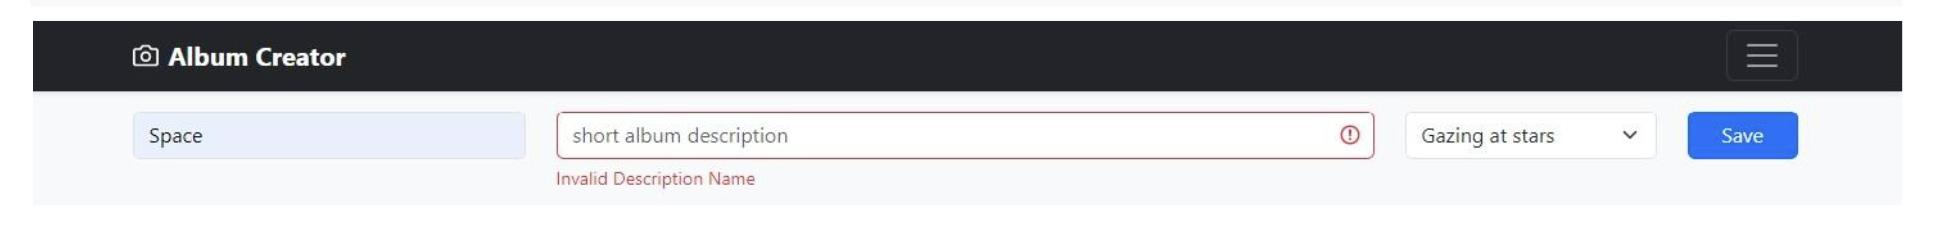 Album Creator
Space
short album description
Gazing at stars
Save
Invalid Description Name